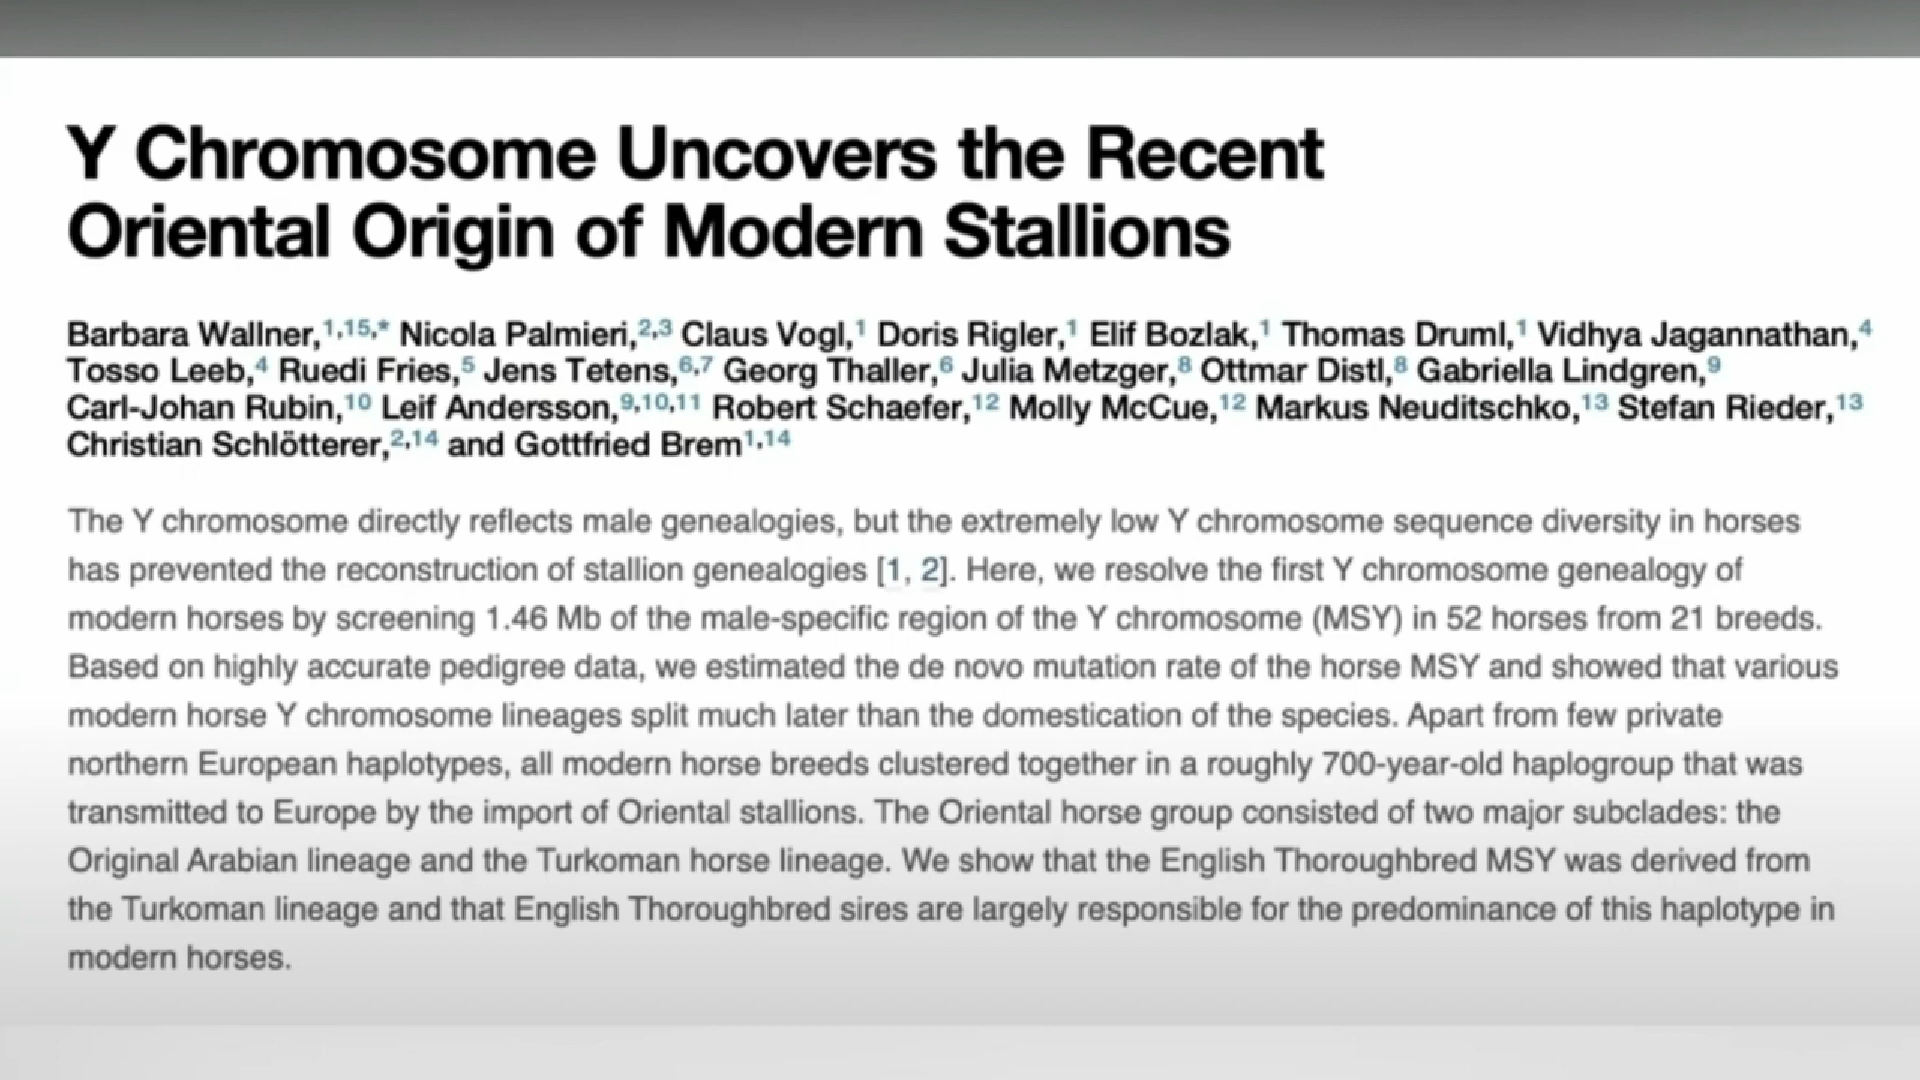 Y Chromosome Uncovers the Recent
Oriental Origin of Modern Stallions
Barbara Wallner,1,15,* Nicola Palmieri,2,3 Claus Vogl,1 Doris Rigler,1 Elif Bozlak,1 Thomas Druml,1 Vidhya Jagannathan,4
Tosso Leeb,4 Ruedi Fries,5 Jens Tetens,6,7 Georg Thaller,6 Julia Metzger,8 Ottmar Distl,8 Gabriella Lindgren,9
Carl-Johan Rubin,10 Leif Andersson,9,10,11 Robert Schaefer,12 Molly McCue,12 Markus Neuditschko,13 Stefan Rieder,13
Christian Schlötterer,2,14 and Gottfried Brem1,14
The Y chromosome directly reflects male genealogies, but the extremely low Y chromosome sequence diversity in horses
has prevented the reconstruction of stallion genealogies [1, 2]. Here, we resolve the first Y chromosome genealogy of
modern horses by screening 1.46 Mb of the male-specific region of the Y chromosome (MSY) in 52 horses from 21 breeds.
Based on highly accurate pedigree data, we estimated the de novo mutation rate of the horse MSY and showed that various
modern horse Y chromosome lineages split much later than the domestication of the species. Apart from few private
northern European haplotypes, all modern horse breeds clustered together in a roughly 700-year-old haplogroup that was
transmitted to Europe by the import of Oriental stallions. The Oriental horse group consisted of two major subclades: the
Original Arabian lineage and the Turkoman horse lineage. We show that the English Thoroughbred MSY was derived from
the Turkoman lineage and that English Thoroughbred sires are largely responsible for the predominance of this haplotype in
modern horses.